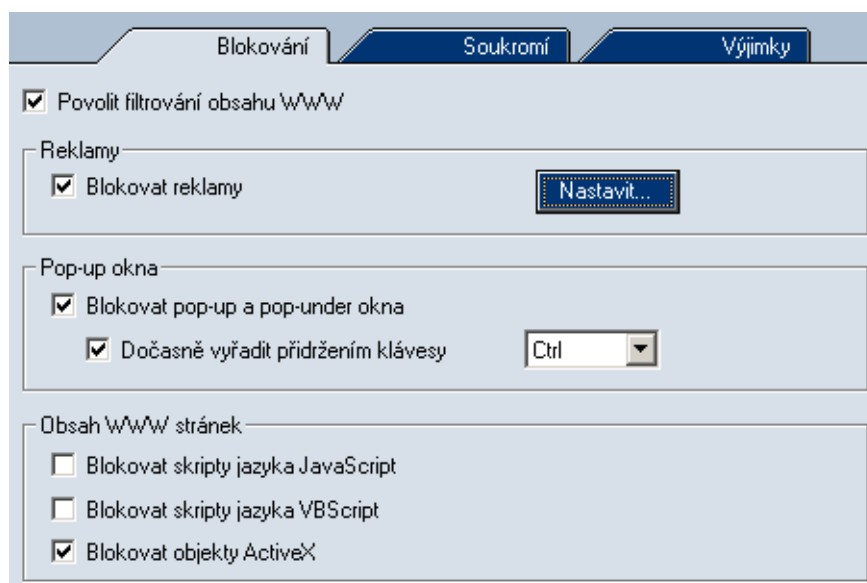 Blokování Soukromí Výjimky
Povolit filtrování obsahu WWW
Reklamy
Blokovat reklamy Nastavit...
Pop-up okna
Blokovat pop-up a pop-under okna
Dočasně vyřadit přidržením klávesy Ctrl
Obsah WWW stránek
Blokovat skripty jazyka JavaScript
Blokovat skripty jazyka VBScript
Blokovat objekty ActiveX